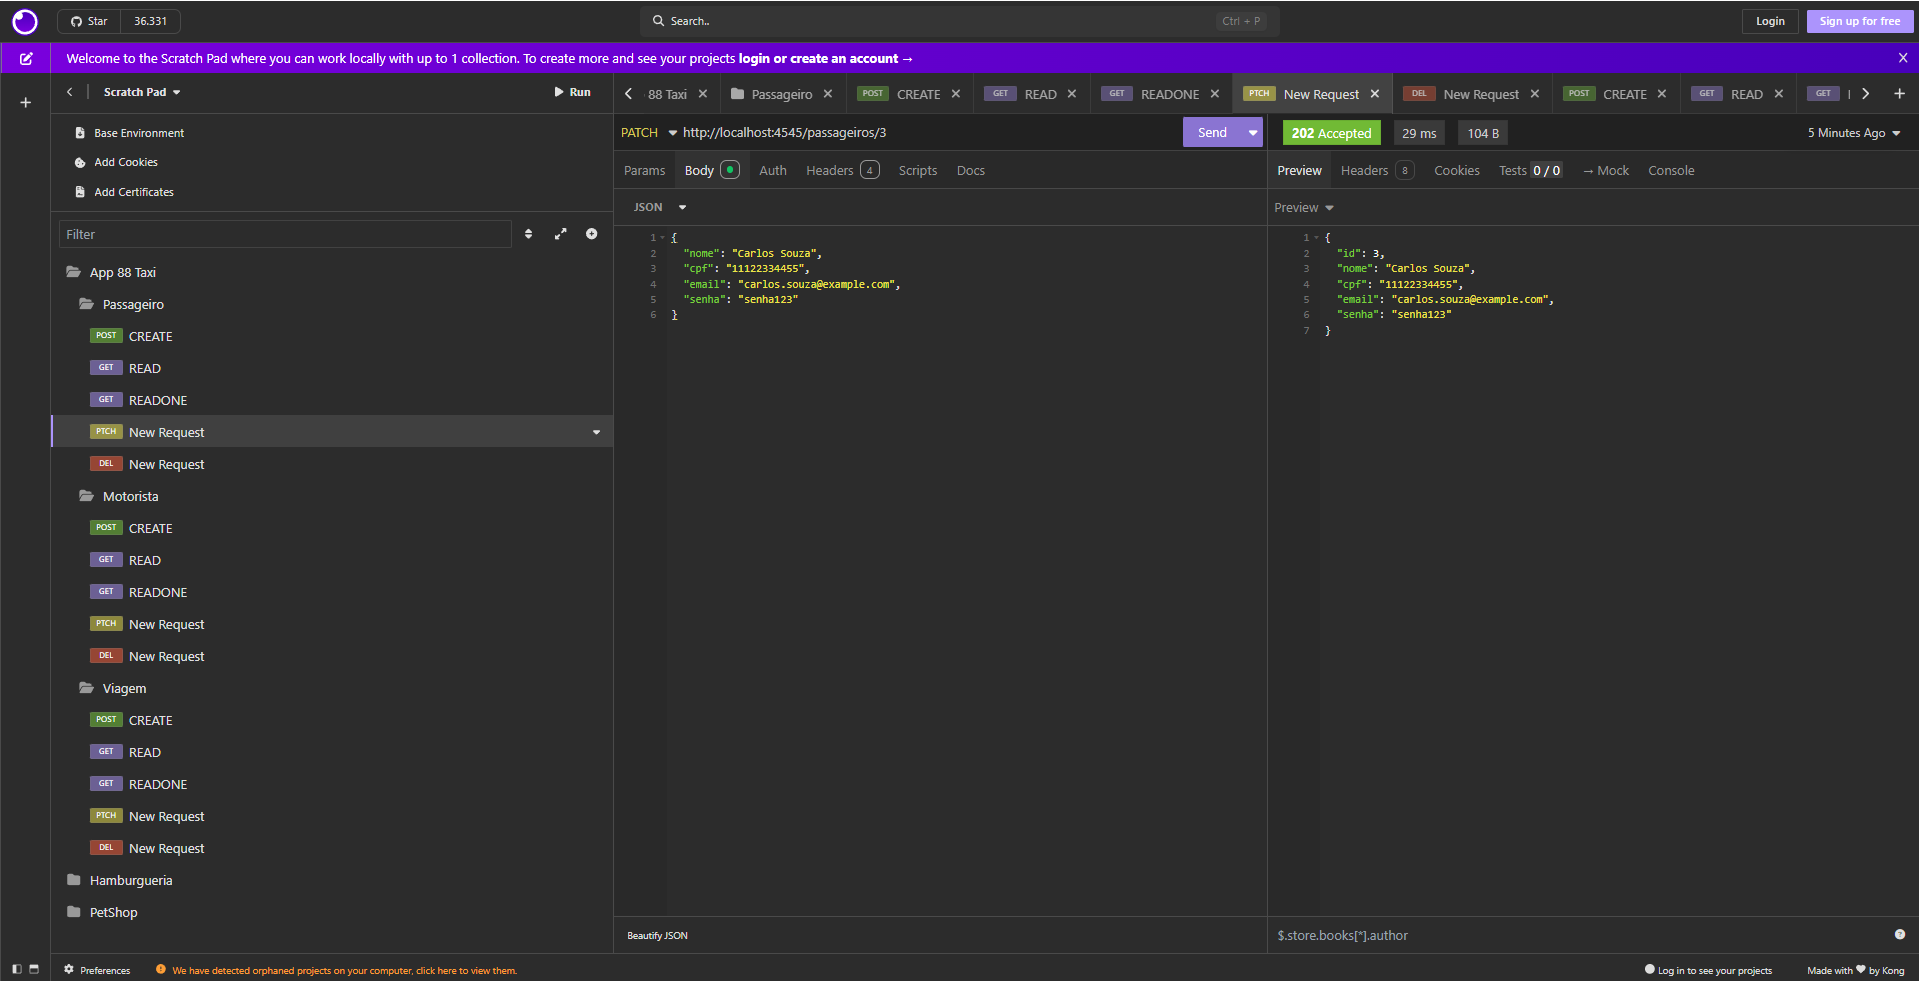 Star 36.331
Search.. Ctrl + P
Login Sign up for free
Welcome to the Scratch Pad where you can work locally with up to 1 collection. To create more and see your projects login or create an account →
Scratch Pad
Run
88 Taxi
Passageiro
POST CREATE
GET READ
GET READONE
PTCH New Request
DEL New Request
POST CREATE
GET READ
GET
Base Environment
Add Cookies
Add Certificates
Filter
App 88 Taxi
Passageiro
POST CREATE
GET READ
GET READONE
PTCH New Request
DEL New Request
Motorista
POST CREATE
GET READ
GET READONE
PTCH New Request
DEL New Request
Viagem
POST CREATE
GET READ
GET READONE
PTCH New Request
DEL New Request
Hamburgueria
PetShop
PATCH http://localhost:4545/passageiros/3 Send
Params Body Auth Headers 4 Scripts Docs
JSON
1 {
2 "nome": "Carlos Souza",
3 "cpf": "11122334455",
4 "email": "carlos.souza@example.com",
5 "senha": "senha123"
6 }
Beautify JSON
202 Accepted 29 ms 104 B 5 Minutes Ago
Preview Headers 8 Cookies Tests 0 / 0 → Mock Console
Preview
1 {
2 "id": 3,
3 "nome": "Carlos Souza",
4 "cpf": "11122334455",
5 "email": "carlos.souza@example.com",
6 "senha": "senha123"
7 }
$.store.books[*].author
Preferences We have detected orphaned projects on your computer, click here to view them.
Log in to see your projects Made with ♥ by Kong